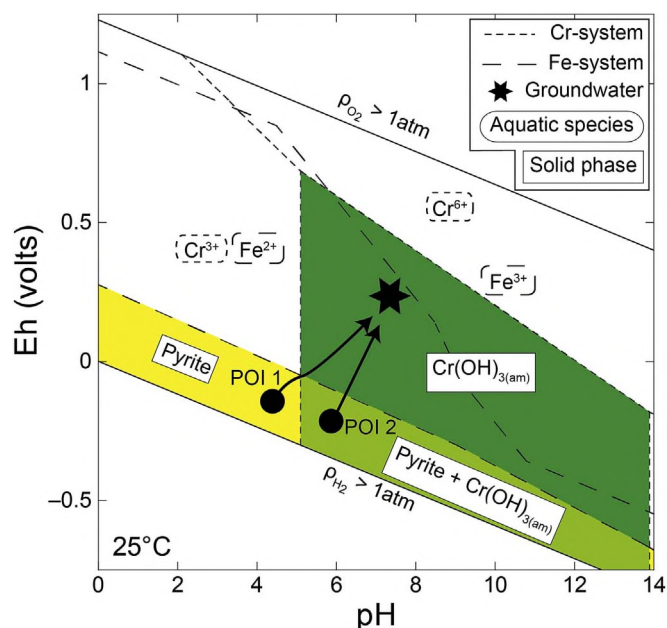 Cr-system
Fe-system
Groundwater
Aquatic species
Solid phase
ρO₂ > 1atm
Cr⁶⁺
Cr³⁺ Fe²⁺
Fe³⁺
Cr(OH)₃₍ₐₘ₎
Pyrite
POI 1
POI 2
Pyrite + Cr(OH)₃₍ₐₘ₎
ρH₂ > 1atm
25°C
Eh (volts)
1
0.5
0
−0.5
0 2 4 6 8 10 12 14
pH